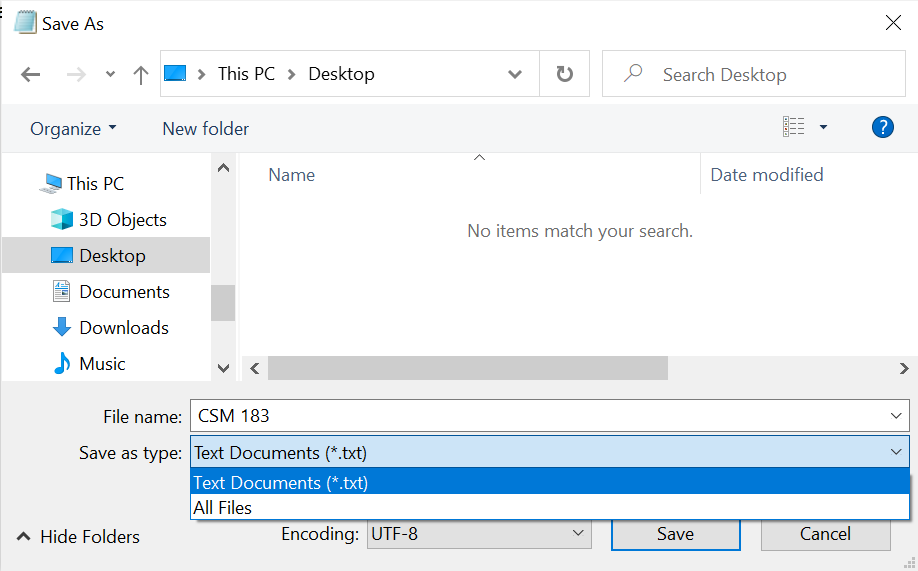 Save As
This PC Desktop
Search Desktop
Organize New folder
?
Name Date modified
This PC
3D Objects
No items match your search.
Desktop
Documents
Downloads
Music
File name: CSM 183
Save as type: Text Documents (*.txt)
Text Documents (*.txt)
All Files
Hide Folders Encoding: UTF-8 Save Cancel